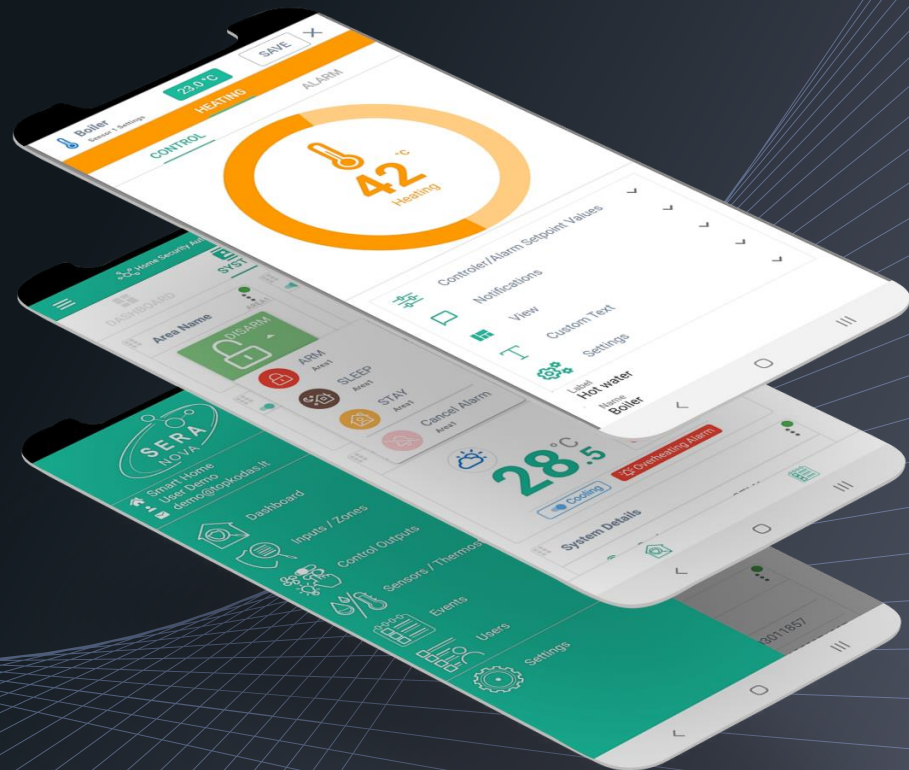 Boiler
Sensor 1 Settings
23.0 °C
SAVE
HEATING
CONTROL
ALARM
42
°C
Heating
Controler/Alarm Setpoint Values
Notifications
View
Custom Text
Settings
Label
Hot water
Name
Boiler
Home Security Aut
DASHBOARD
SYST
Area Name
AREA1
DISARM
ARM
Area1
SLEEP
Area1
STAY
Area1
Cancel Alarm
Area1
28.5
°C
Cooling
Overheating Alarm
System Details
SERA
NOVA
Smart Home
User Demo
demo@topkodas.lt
Dashboard
Inputs / Zones
Control Outputs
Sensors / Thermos
Events
Users
Settings
3011857